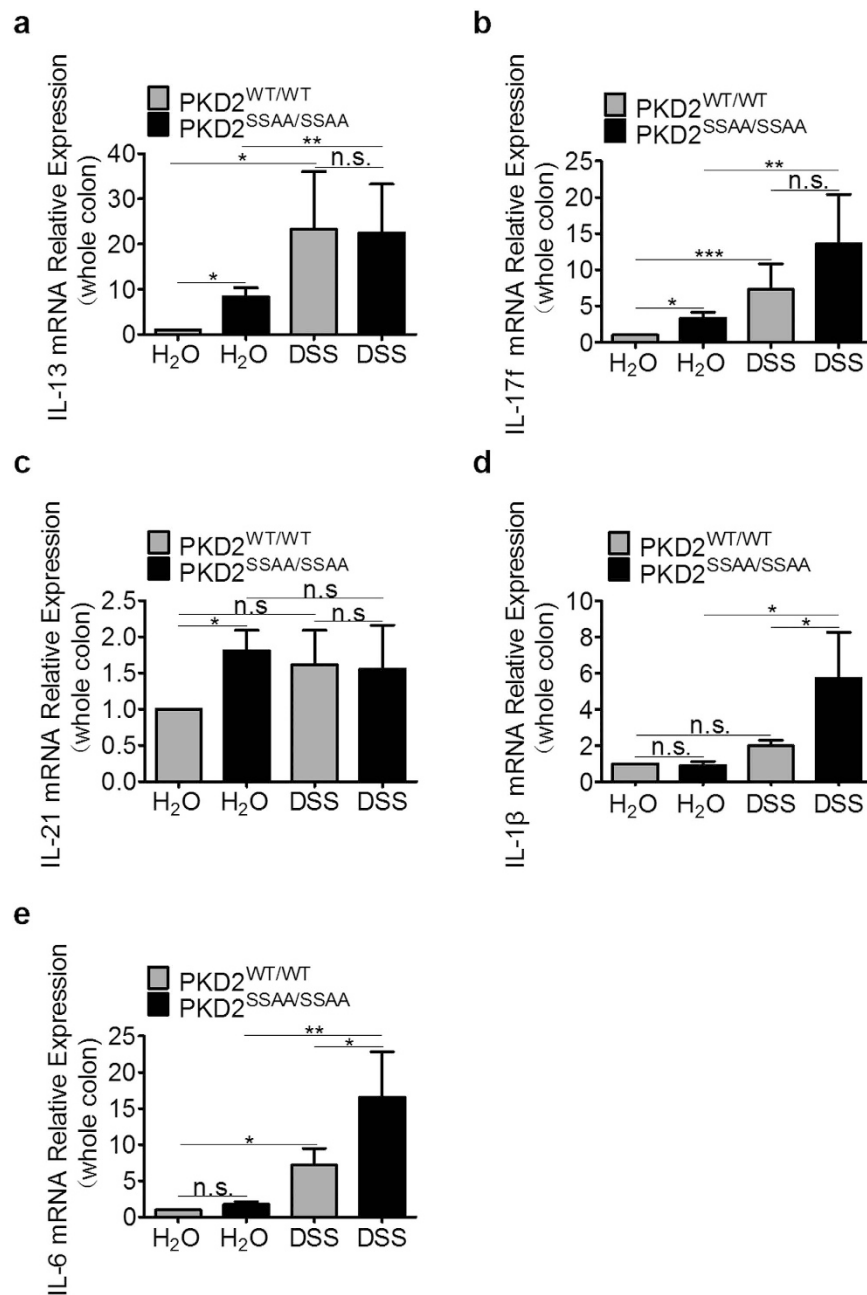 a
PKD2WT/WT
PKD2SSAA/SSAA
IL-13 mRNA Relative Expression
(whole colon)
40
30
20
10
0
**
*
n.s.
*
H2O H2O DSS DSS
b
PKD2WT/WT
PKD2SSAA/SSAA
IL-17f mRNA Relative Expression
(whole colon)
25
20
15
10
5
0
**
n.s.
***
*
H2O H2O DSS DSS
c
PKD2WT/WT
PKD2SSAA/SSAA
IL-21 mRNA Relative Expression
(whole colon)
2.5
2.0
1.5
1.0
0.5
0.0
n.s
n.s
* n.s
H2O H2O DSS DSS
d
PKD2WT/WT
PKD2SSAA/SSAA
IL-1β mRNA Relative Expression
(whole colon)
10
8
6
4
2
0
*
*
n.s.
n.s.
H2O H2O DSS DSS
e
PKD2WT/WT
PKD2SSAA/SSAA
IL-6 mRNA Relative Expression
(whole colon)
25
20
15
10
5
0
**
*
*
n.s.
H2O H2O DSS DSS